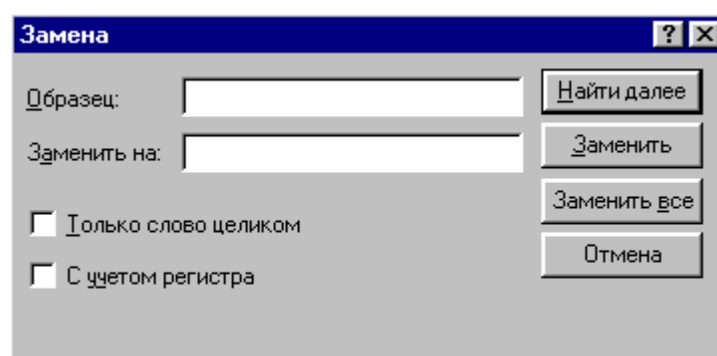 Замена
Образец:
Найти далее
Заменить на:
Заменить
Заменить все
Только слово целиком
Отмена
С учетом регистра